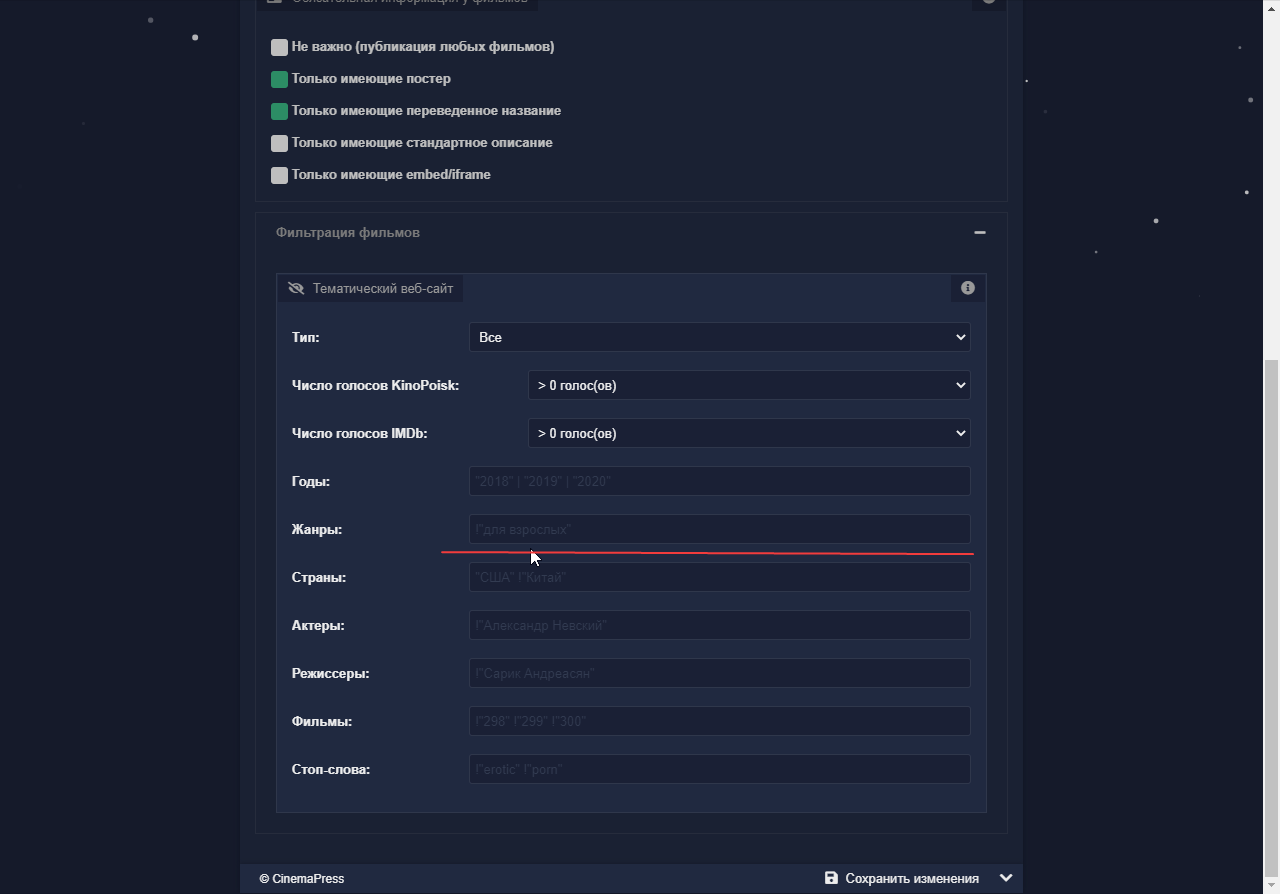 Обязательная информация у фильмов
Не важно (публикация любых фильмов)
Только имеющие постер
Только имеющие переведенное название
Только имеющие стандартное описание
Только имеющие embed/iframe
Фильтрация фильмов
Тематический веб-сайт
Тип: Все
Число голосов KinoPoisk: > 0 голос(ов)
Число голосов IMDb: > 0 голос(ов)
Годы: "2018" | "2019" | "2020"
Жанры: !"для взрослых"
Страны: "США" !"Китай"
Актеры: !"Александр Невский"
Режиссеры: !"Сарик Андреасян"
Фильмы: !"298" !"299" !"300"
Стоп-слова: !"erotic" !"porn"
© CinemaPress Сохранить изменения